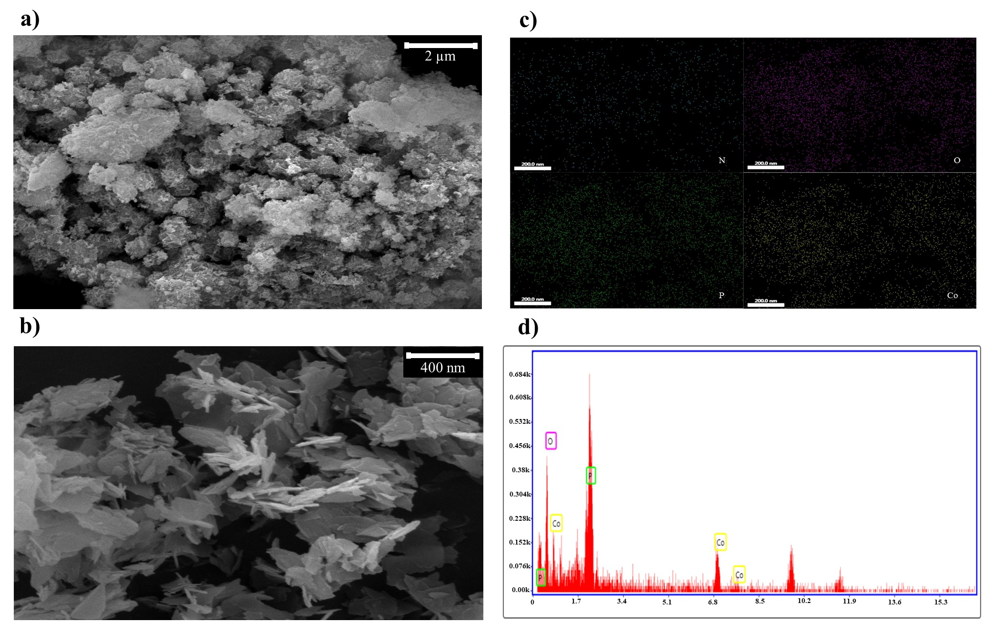 a)
2 µm
b)
400 nm
c)
200.0 nm
N
200.0 nm
O
200.0 nm
P
200.0 nm
Co
d)
0.684k
0.608k
0.532k
0.456k
0.38k
0.304k
0.228k
0.152k
0.076k
0.00k
O
P
Co
Co
Co
P
0
1.7
3.4
5.1
6.8
8.5
10.2
11.9
13.6
15.3